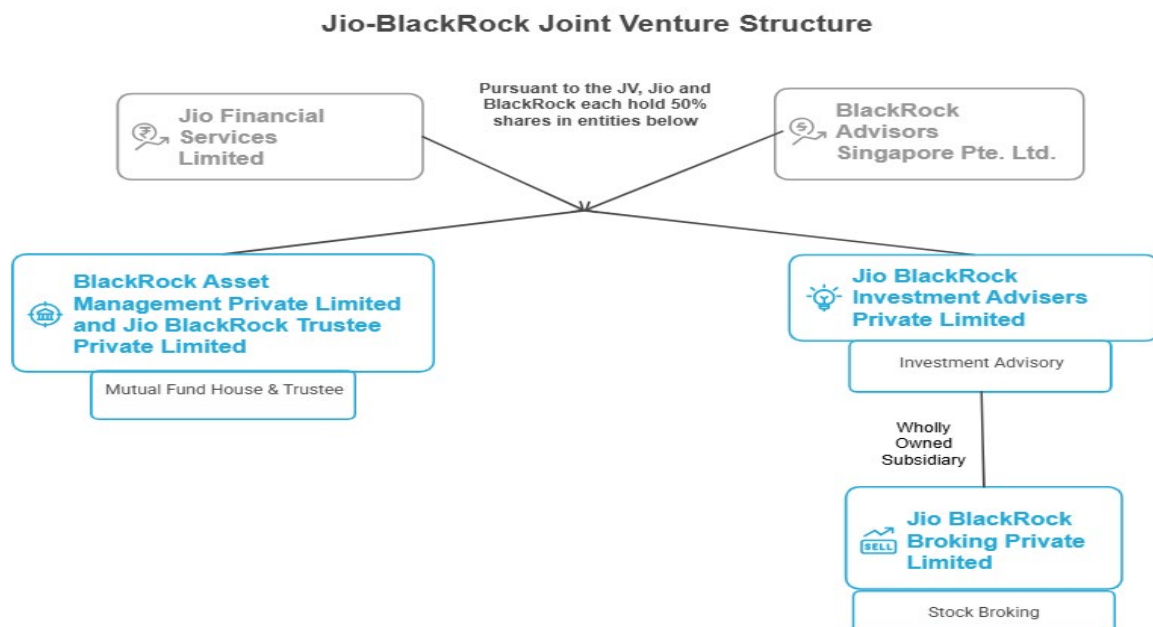 Jio-BlackRock Joint Venture Structure
Pursuant to the JV, Jio and
BlackRock each hold 50%
shares in entities below
Jio Financial
Services
Limited
BlackRock
Advisors
Singapore Pte. Ltd.
BlackRock Asset
Management Private Limited
and Jio BlackRock Trustee
Private Limited
Mutual Fund House & Trustee
Jio BlackRock
Investment Advisers
Private Limited
Investment Advisory
Wholly
Owned
Subsidiary
Jio BlackRock
Broking Private
Limited
SELL
Stock Broking